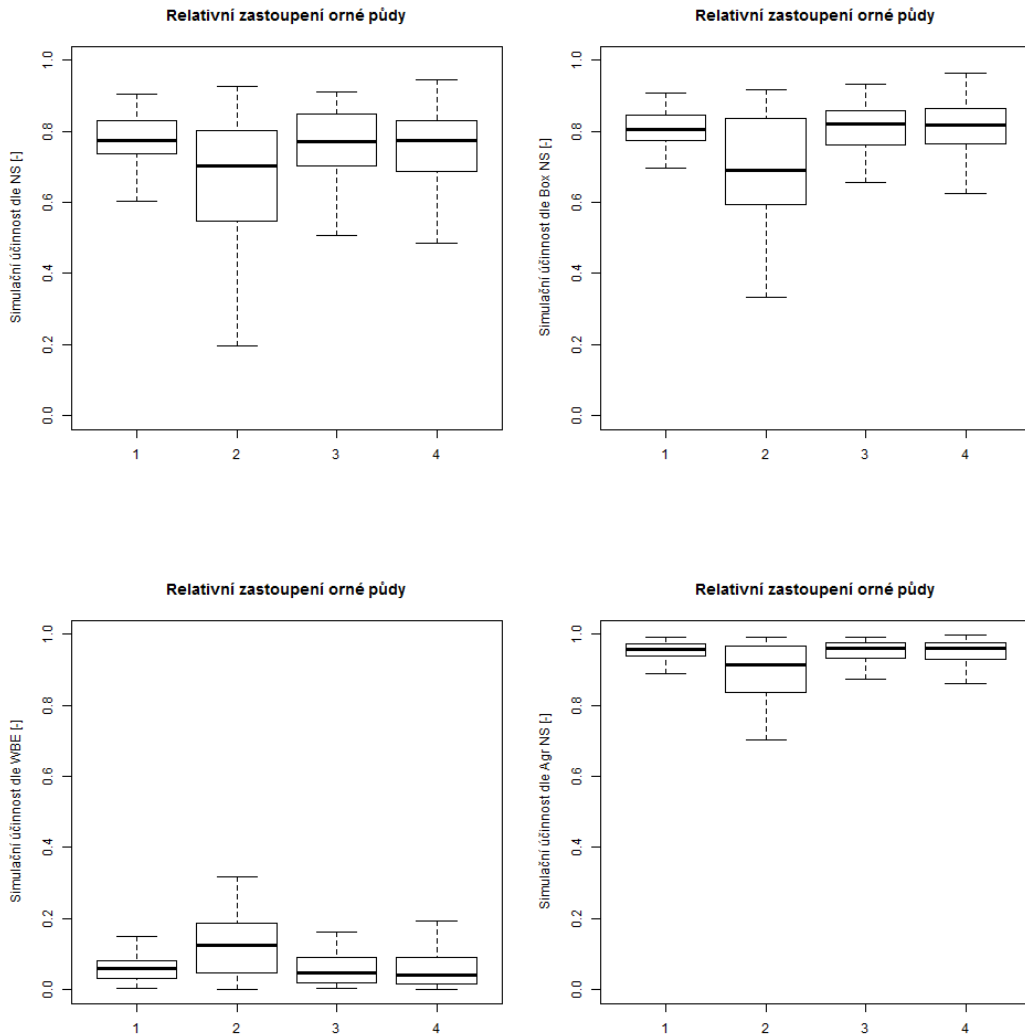 Relativní zastoupení orné půdy
Simulační účinnost dle NS [-]
0.0 0.2 0.4 0.6 0.8 1.0
1 2 3 4
Relativní zastoupení orné půdy
Simulační účinnost dle Box NS [-]
0.0 0.2 0.4 0.6 0.8 1.0
1 2 3 4
Relativní zastoupení orné půdy
Simulační účinnost dle WBE [-]
0.0 0.2 0.4 0.6 0.8 1.0
1 2 3 4
Relativní zastoupení orné půdy
Simulační účinnost dle Agr NS [-]
0.0 0.2 0.4 0.6 0.8 1.0
1 2 3 4